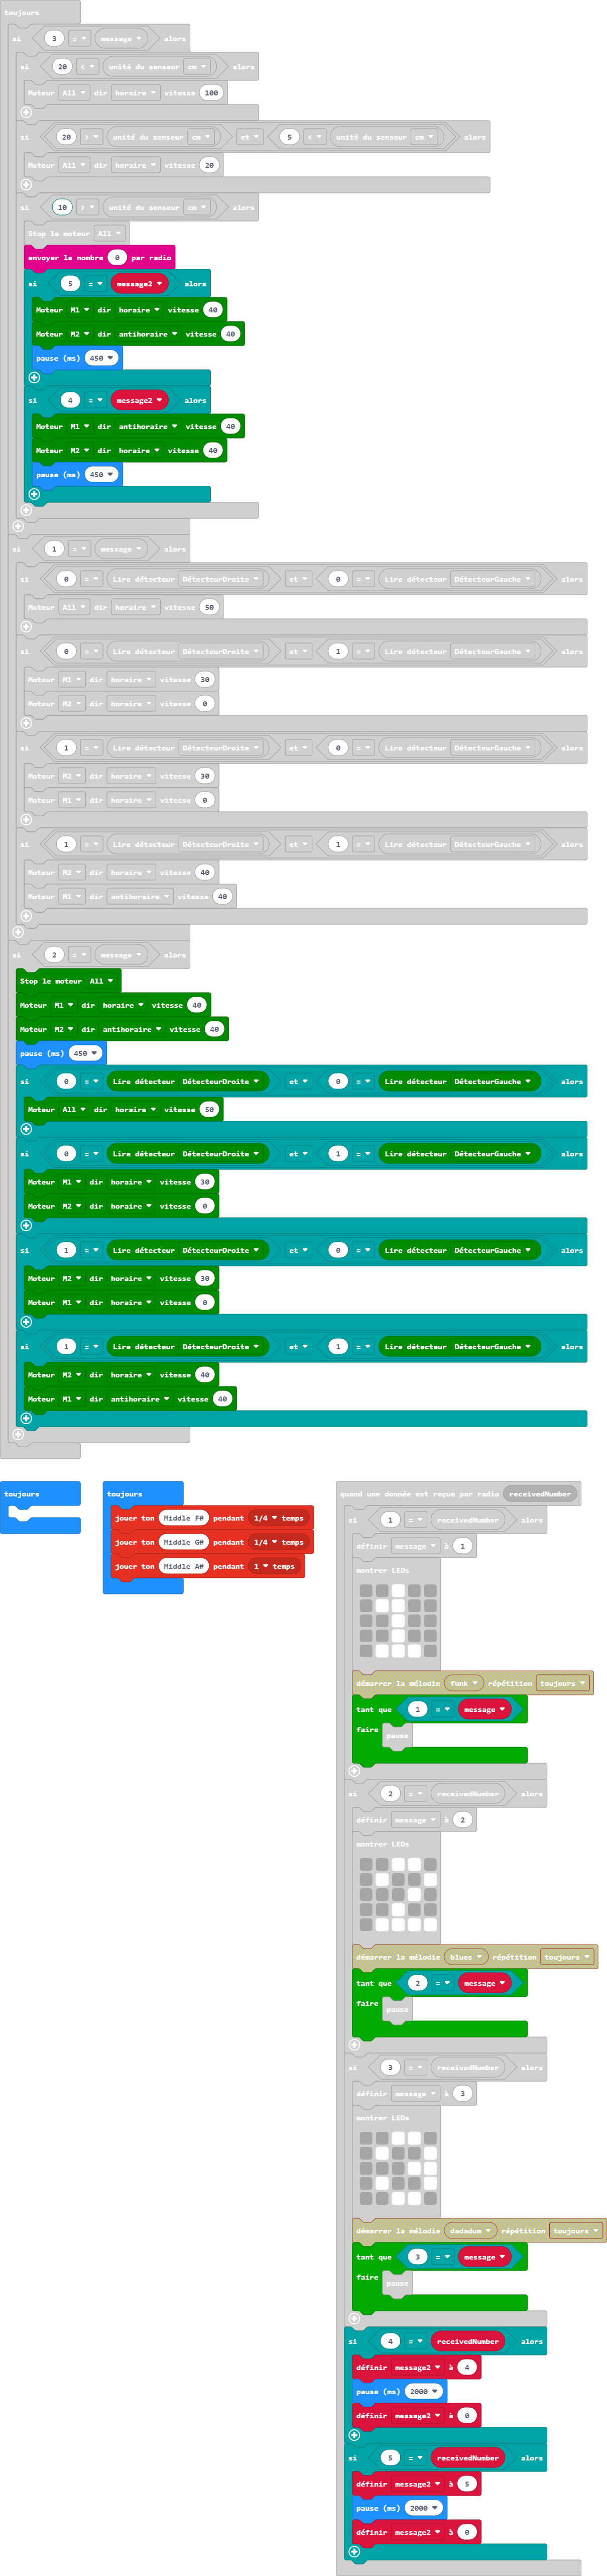 toujours
si 3 = message alors
si 20 < unité du senseur cm alors
Moteur All dir horaire vitesse 100
si 20 > unité du senseur cm et 5 < unité du senseur cm alors
Moteur All dir horaire vitesse 20
si 10 > unité du senseur cm alors
Stop le moteur All
envoyer le nombre 0 par radio
si 5 = message2 alors
Moteur M1 dir horaire vitesse 40
Moteur M2 dir antihoraire vitesse 40
pause (ms) 450
si 4 = message2 alors
Moteur M1 dir antihoraire vitesse 40
Moteur M2 dir horaire vitesse 40
pause (ms) 450
si 1 = message alors
si 0 = Lire détecteur DétecteurDroite et 0 = Lire détecteur DétecteurGauche alors
Moteur All dir horaire vitesse 50
si 0 = Lire détecteur DétecteurDroite et 1 = Lire détecteur DétecteurGauche alors
Moteur M1 dir horaire vitesse 30
Moteur M2 dir horaire vitesse 0
si 1 = Lire détecteur DétecteurDroite et 0 = Lire détecteur DétecteurGauche alors
Moteur M2 dir horaire vitesse 30
Moteur M1 dir horaire vitesse 0
si 1 = Lire détecteur DétecteurDroite et 1 = Lire détecteur DétecteurGauche alors
Moteur M2 dir horaire vitesse 40
Moteur M1 dir antihoraire vitesse 40
si 2 = message alors
Stop le moteur All
Moteur M1 dir horaire vitesse 40
Moteur M2 dir antihoraire vitesse 40
pause (ms) 450
si 0 = Lire détecteur DétecteurDroite et 0 = Lire détecteur DétecteurGauche alors
Moteur All dir horaire vitesse 50
si 0 = Lire détecteur DétecteurDroite et 1 = Lire détecteur DétecteurGauche alors
Moteur M1 dir horaire vitesse 30
Moteur M2 dir horaire vitesse 0
si 1 = Lire détecteur DétecteurDroite et 0 = Lire détecteur DétecteurGauche alors
Moteur M2 dir horaire vitesse 30
Moteur M1 dir horaire vitesse 0
si 1 = Lire détecteur DétecteurDroite et 1 = Lire détecteur DétecteurGauche alors
Moteur M2 dir horaire vitesse 40
Moteur M1 dir antihoraire vitesse 40
toujours
toujours
jouer ton Middle F# pendant 1/4 temps
jouer ton Middle G# pendant 1/4 temps
jouer ton Middle A# pendant 1 temps
quand une donnée est reçue par radio receivedNumber
si 1 = receivedNumber alors
définir message à 1
montrer LEDs
démarrer la mélodie funk répétition toujours
tant que 1 = message
faire pause
si 2 = receivedNumber alors
définir message à 2
montrer LEDs
démarrer la mélodie blues répétition toujours
tant que 2 = message
faire pause
si 3 = receivedNumber alors
définir message à 3
montrer LEDs
démarrer la mélodie dadadum répétition toujours
tant que 3 = message
faire pause
si 4 = receivedNumber alors
définir message2 à 4
pause (ms) 2000
définir message2 à 0
si 5 = receivedNumber alors
définir message2 à 5
pause (ms) 2000
définir message2 à 0